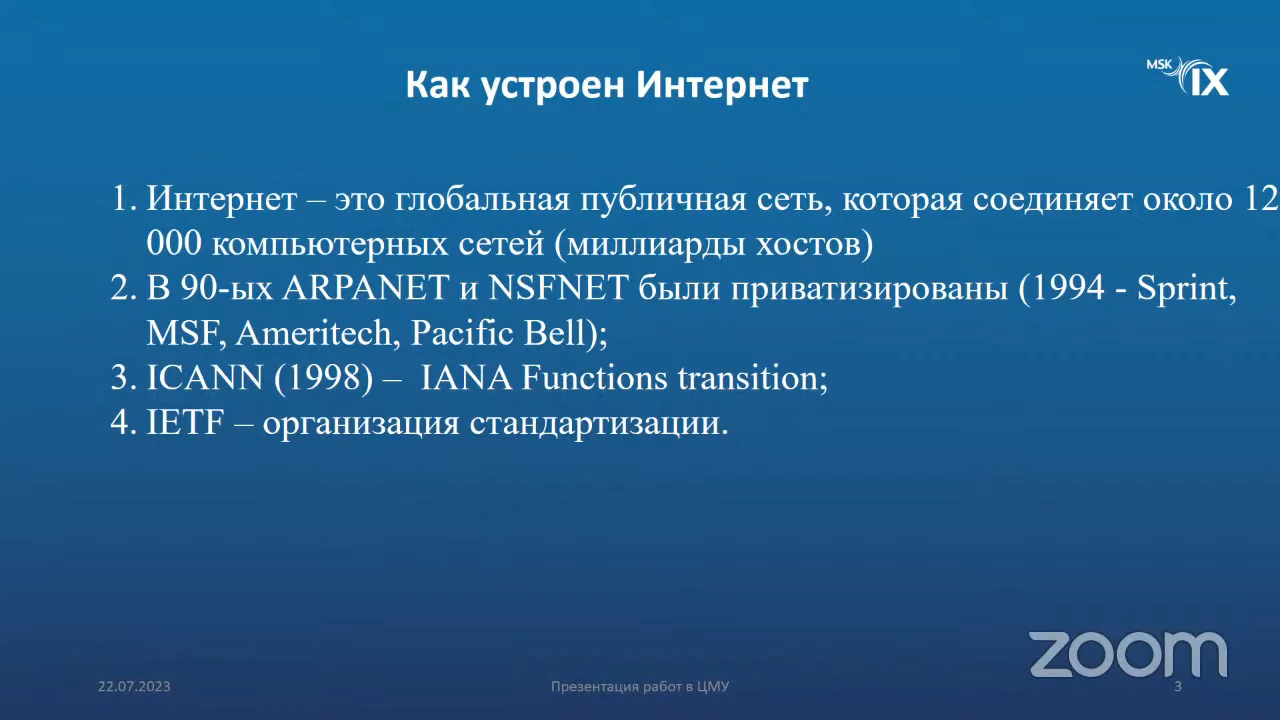 Как устроен Интернет
MSK IX
1. Интернет – это глобальная публичная сеть, которая соединяет около 12
000 компьютерных сетей (миллиарды хостов)
2. В 90-ых ARPANET и NSFNET были приватизированы (1994 - Sprint,
MSF, Ameritech, Pacific Bell);
3. ICANN (1998) – IANA Functions transition;
4. IETF – организация стандартизации.
zoom
22.07.2023
Презентация работ в ЦМУ
3